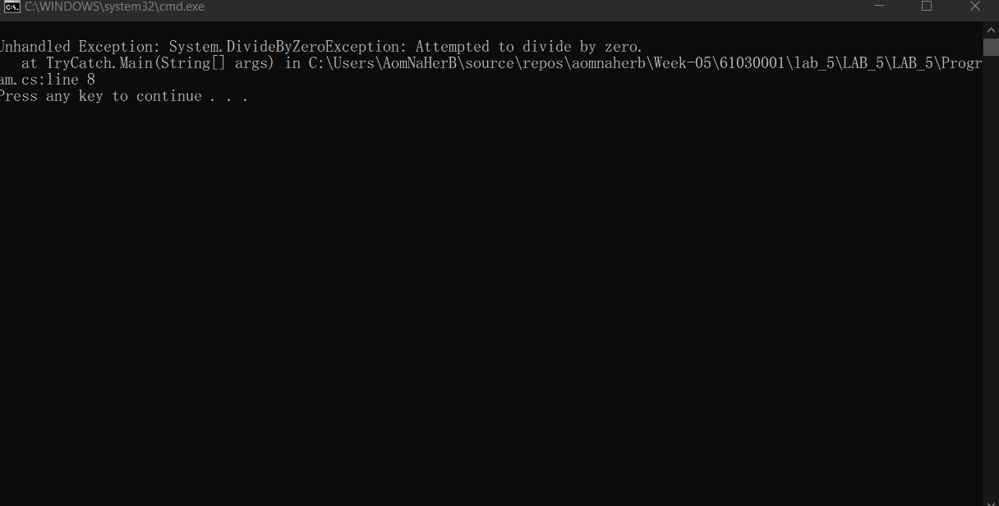 C:\WINDOWS\system32\cmd.exe
Unhandled Exception: System.DivideByZeroException: Attempted to divide by zero.
   at TryCatch.Main(String[] args) in C:\Users\AomNaHerB\source\repos\aomnaherb\Week-05\61030001\lab_5\LAB_5\LAB_5\Progr
am.cs:line 8
Press any key to continue . . .